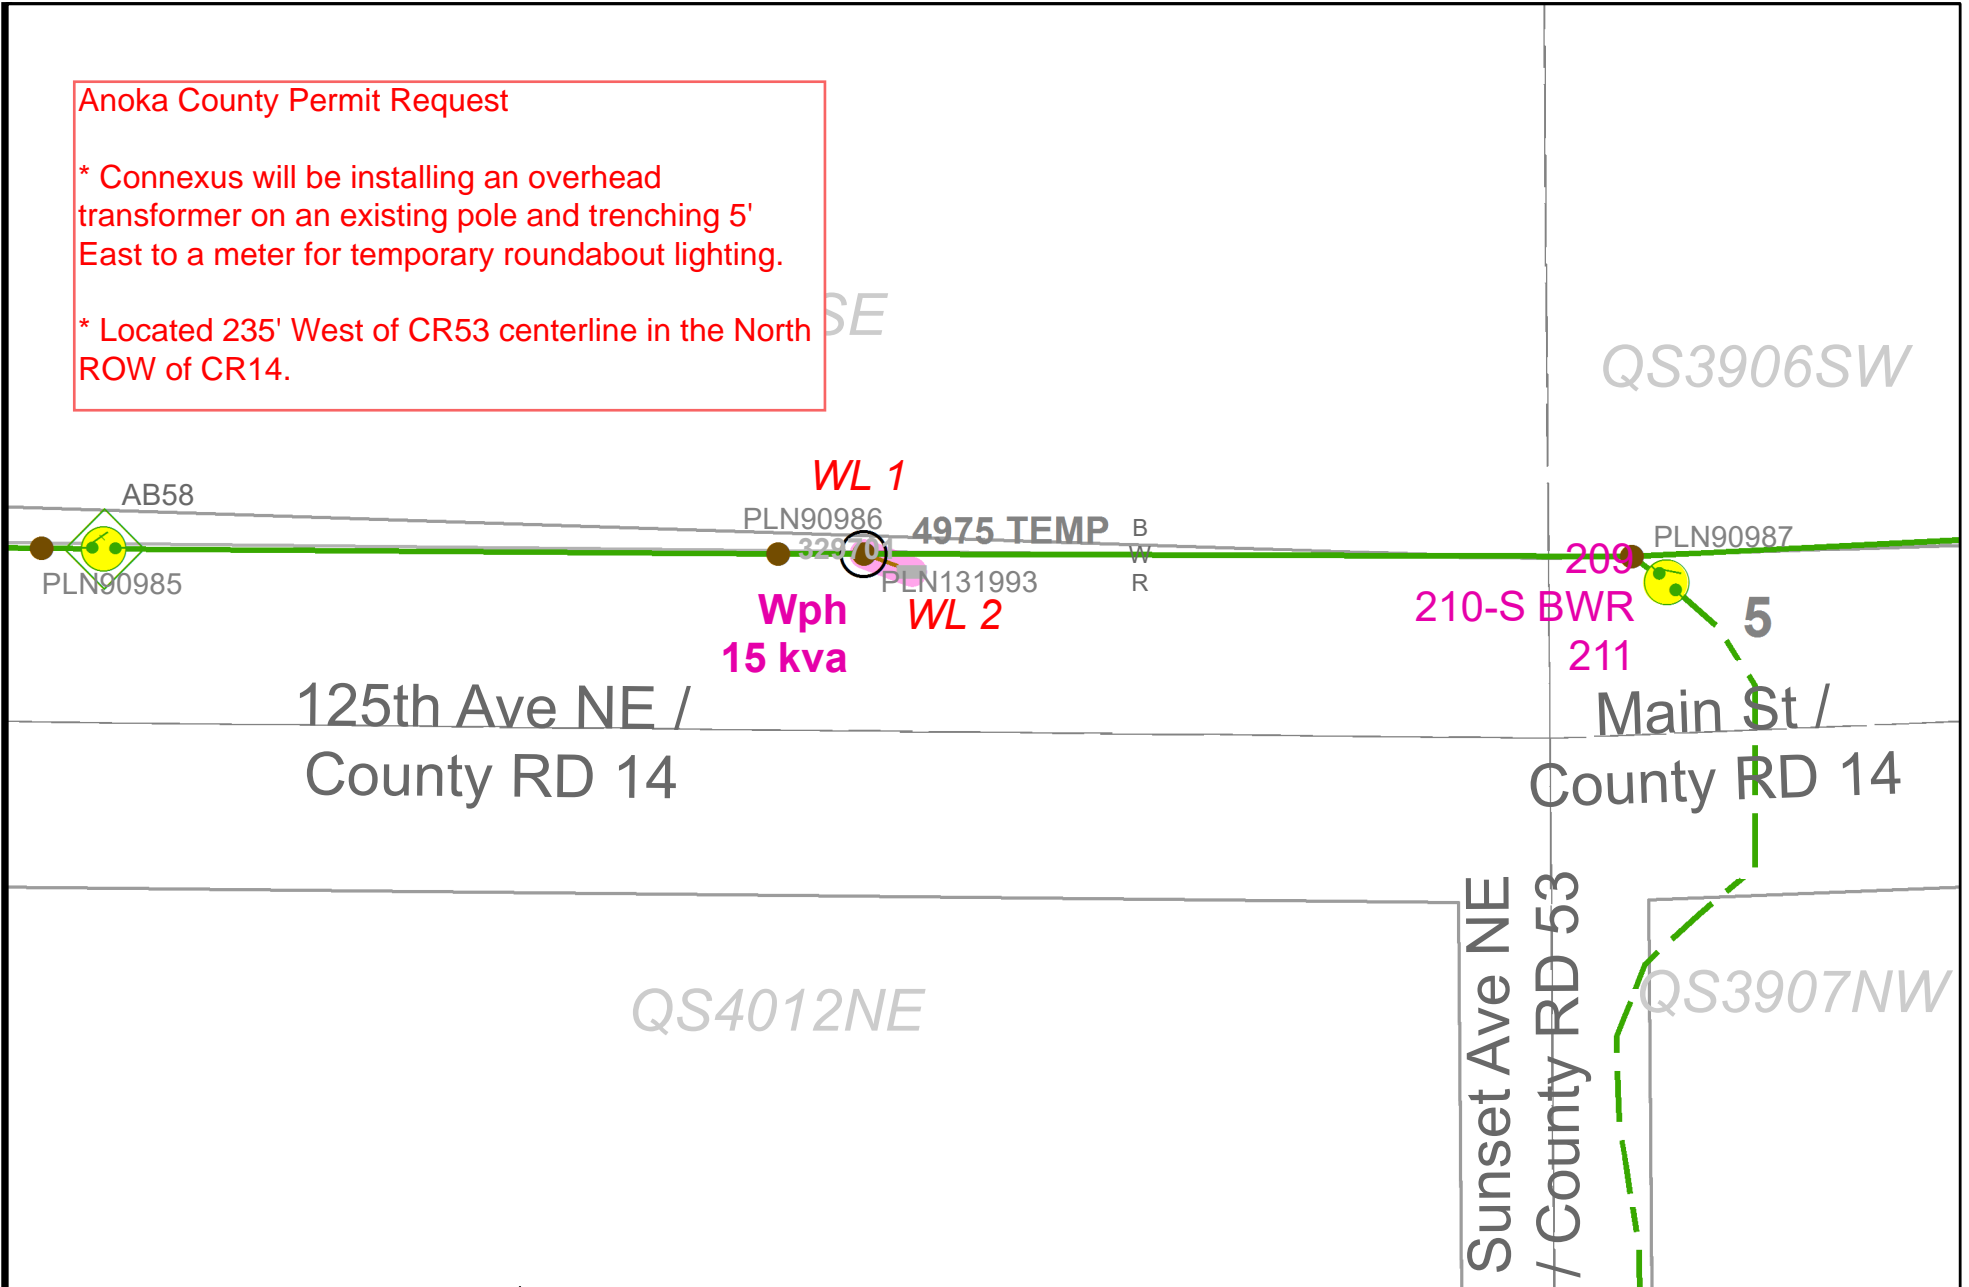 Anoka County Permit Request
* Connexus will be installing an overhead
transformer on an existing pole and trenching 5'
East to a meter for temporary roundabout lighting.
* Located 235' West of CR53 centerline in the North
ROW of CR14.
SE
QS3906SW
WL 1
AB58
PLN90986
4975 TEMP
B
W
R
PLN90987
PLN90985
PLN131993
209
210-S BWR
211
5
Wph
15 kva
WL 2
125th Ave NE /
County RD 14
Main St /
County RD 14
Sunset Ave NE
/ County RD 53
QS4012NE
QS3907NW